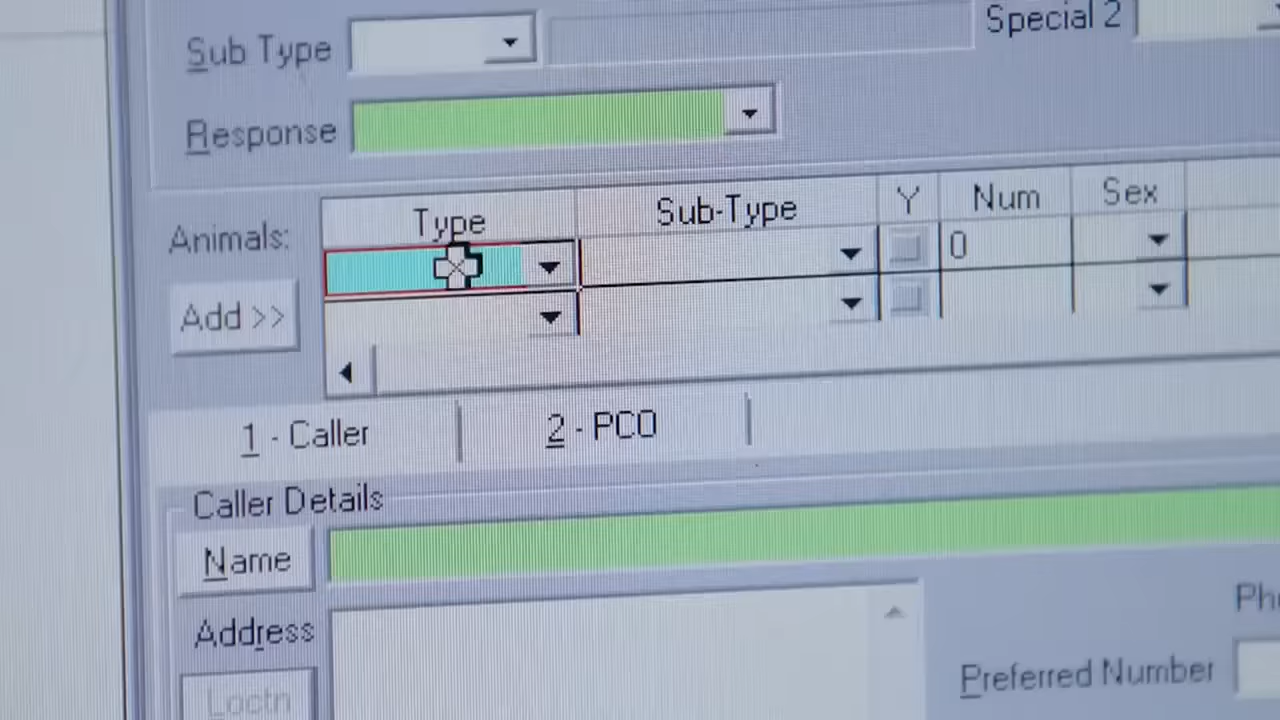 Sub Type
Special 2
Response
Animals:
Type Sub-Type Y Num Sex
0
Add >>
1 - Caller 2 - PCO
Caller Details
Name
Address
Preferred Number
Loctn